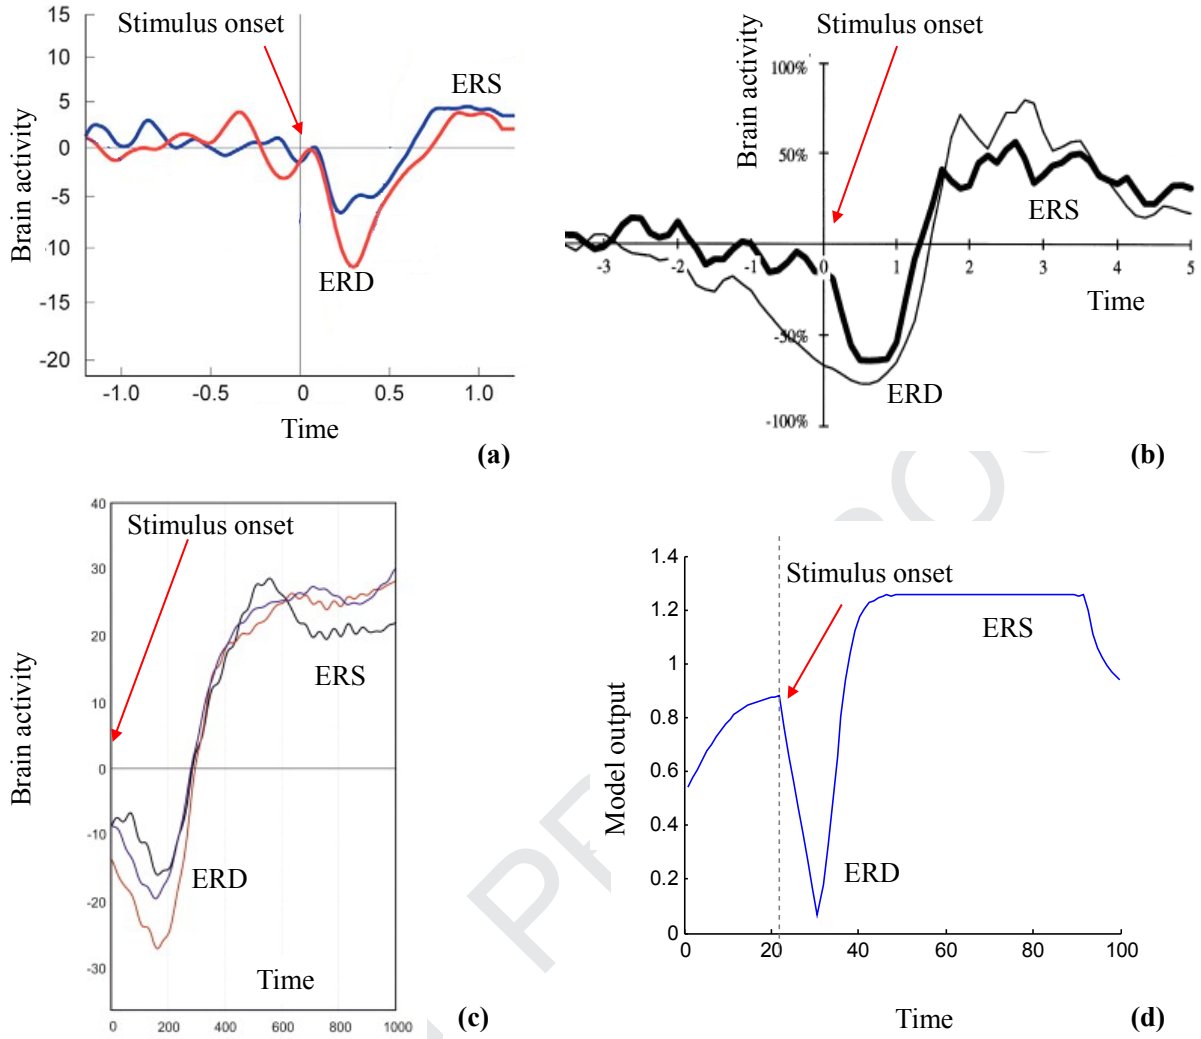 Stimulus onset
15
10
5
0
-5
-10
-15
-20
Brain activity
ERS
ERD
-1.0
-0.5
0
0.5
1.0
Time
(a)
Stimulus onset
Brain activity
100%
50%
-50%
-100%
-3
-2
-1
0
1
2
3
4
5
ERS
Time
ERD
(b)
40
30
20
10
0
-10
-20
-30
Stimulus onset
Brain activity
ERS
ERD
Time
0
200
400
600
800
1000
(c)
1.4
1.2
1
0.8
0.6
0.4
0.2
0
Stimulus onset
Model output
ERS
ERD
0
20
40
60
80
100
Time
(d)